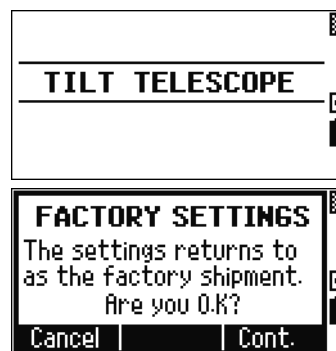 TILT TELESCOPE
FACTORY SETTINGS
The settings returns to
as the factory shipment.
Are you O.K?
Cancel
Cont.